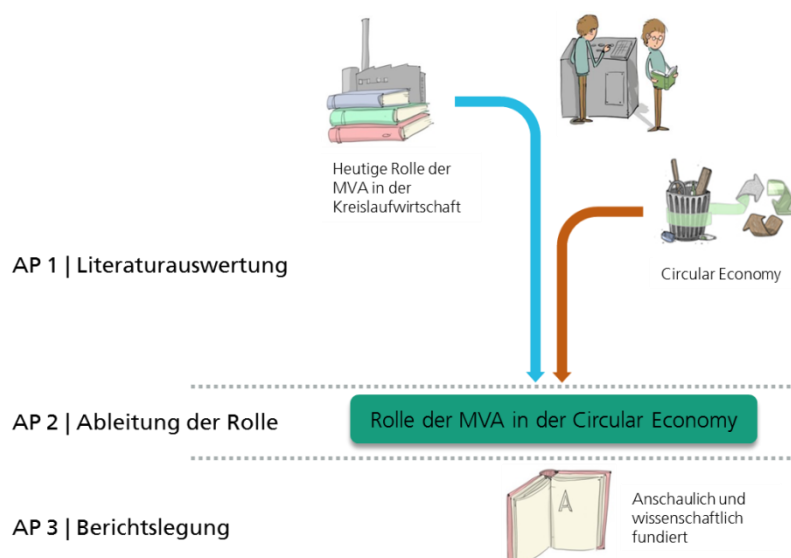 Heutige Rolle der
MVA in der
Kreislaufwirtschaft
Circular Economy
AP 1 | Literaturauswertung
AP 2 | Ableitung der Rolle
Rolle der MVA in der Circular Economy
AP 3 | Berichtslegung
A
Anschaulich und
wissenschaftlich
fundiert